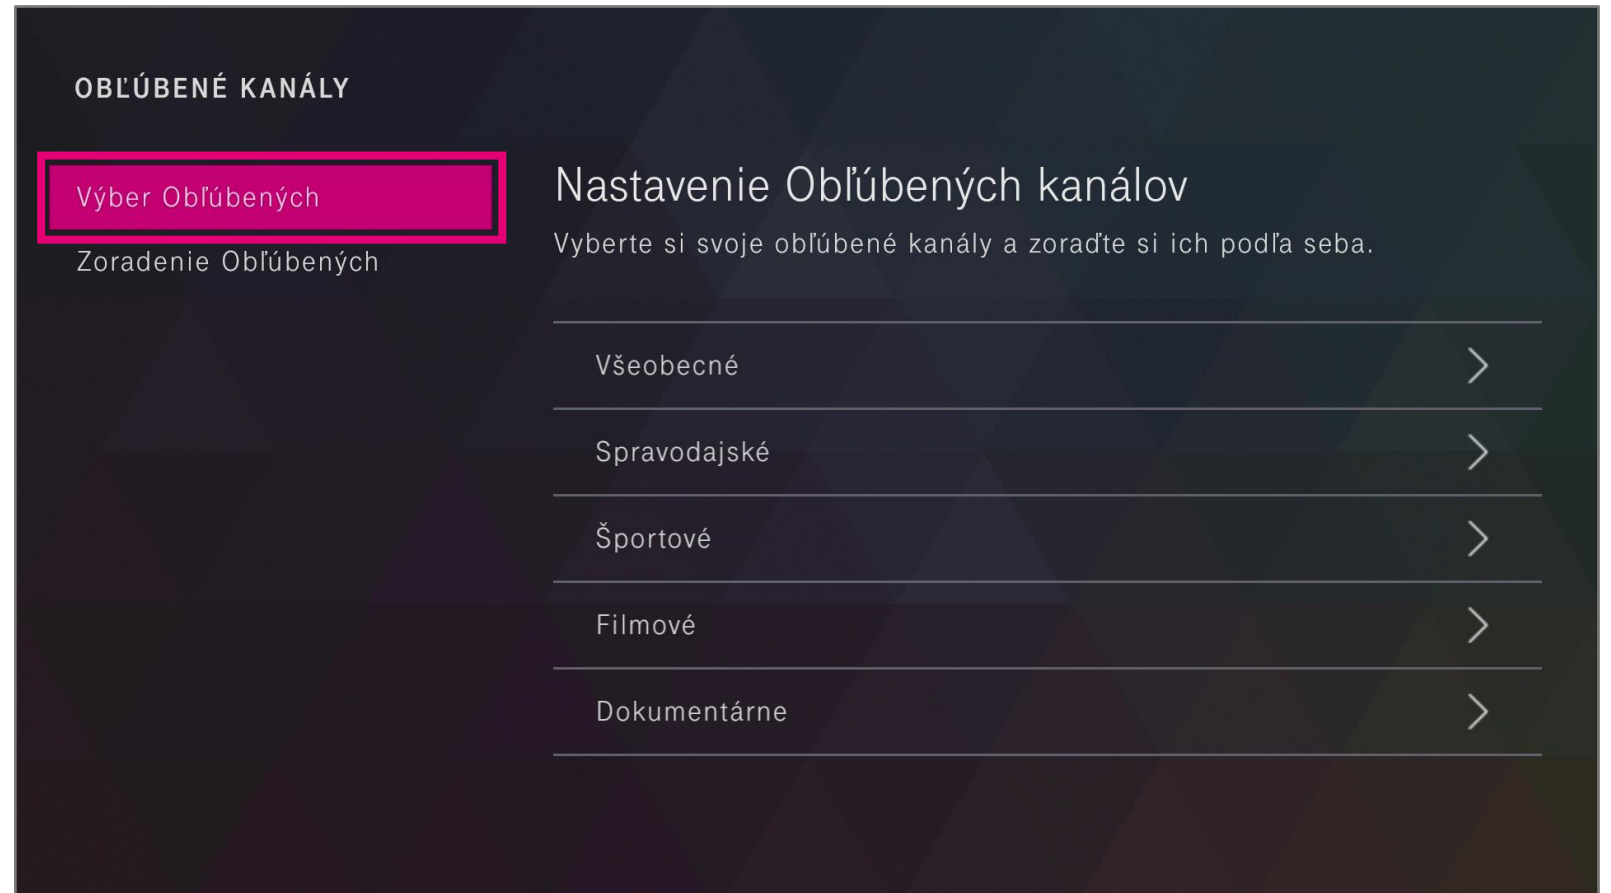 OBĽÚBENÉ KANÁLY
Výber Obľúbených
Zoradenie Obľúbených
Nastavenie Obľúbených kanálov
Vyberte si svoje obľúbené kanály a zoraďte si ich podľa seba.
Všeobecné
Spravodajské
Športové
Filmové
Dokumentárne